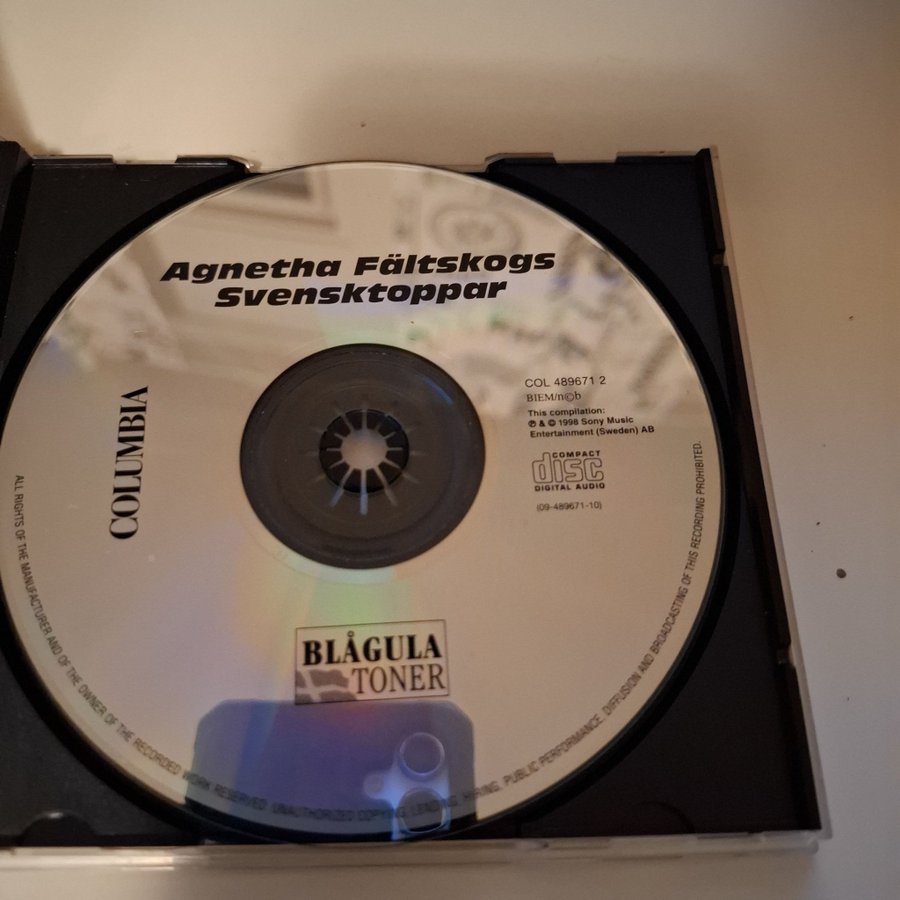 Agnetha Fältskogs
Svensktoppar
COLUMBIA
COL 489671 2
BIEM/n©b
This compilation:
℗ & © 1998 Sony Music
Entertainment (Sweden) AB
COMPACT
disc
DIGITAL AUDIO
(09-489671-10)
BLÅGULA
TONER
ALL RIGHTS OF THE MANUFACTURER AND OF THE OWNER OF THE RECORDED WORK RESERVED. UNAUTHORIZED COPYING, LENDING, HIRING, PUBLIC PERFORMANCE, DIFFUSION AND BROADCASTING OF THIS RECORDING PROHIBITED.